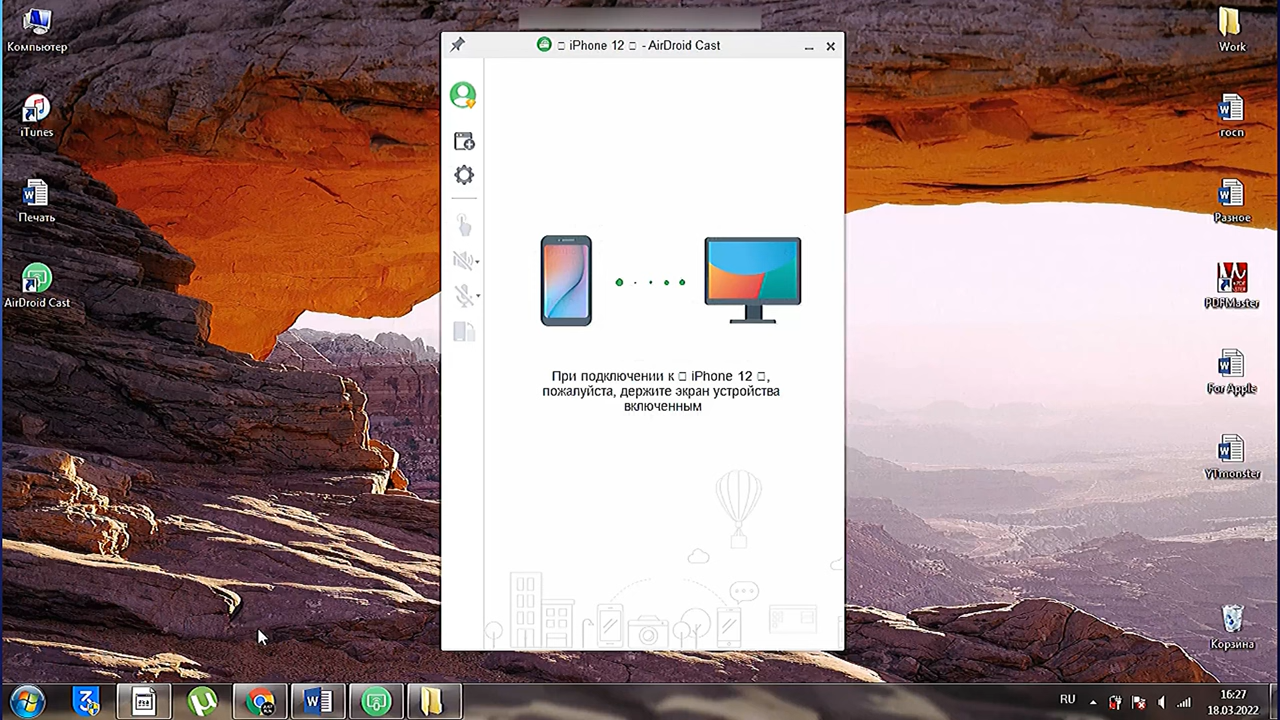 Компьютер
iTunes
Печать
AirDroid Cast
iPhone 12 - AirDroid Cast
При подключении к iPhone 12 ,
пожалуйста, держите экран устройства
включенным
Work
госп
Разное
PDFMaster
For Apple
YTmonster
Корзина
RU
16:27
18.03.2022